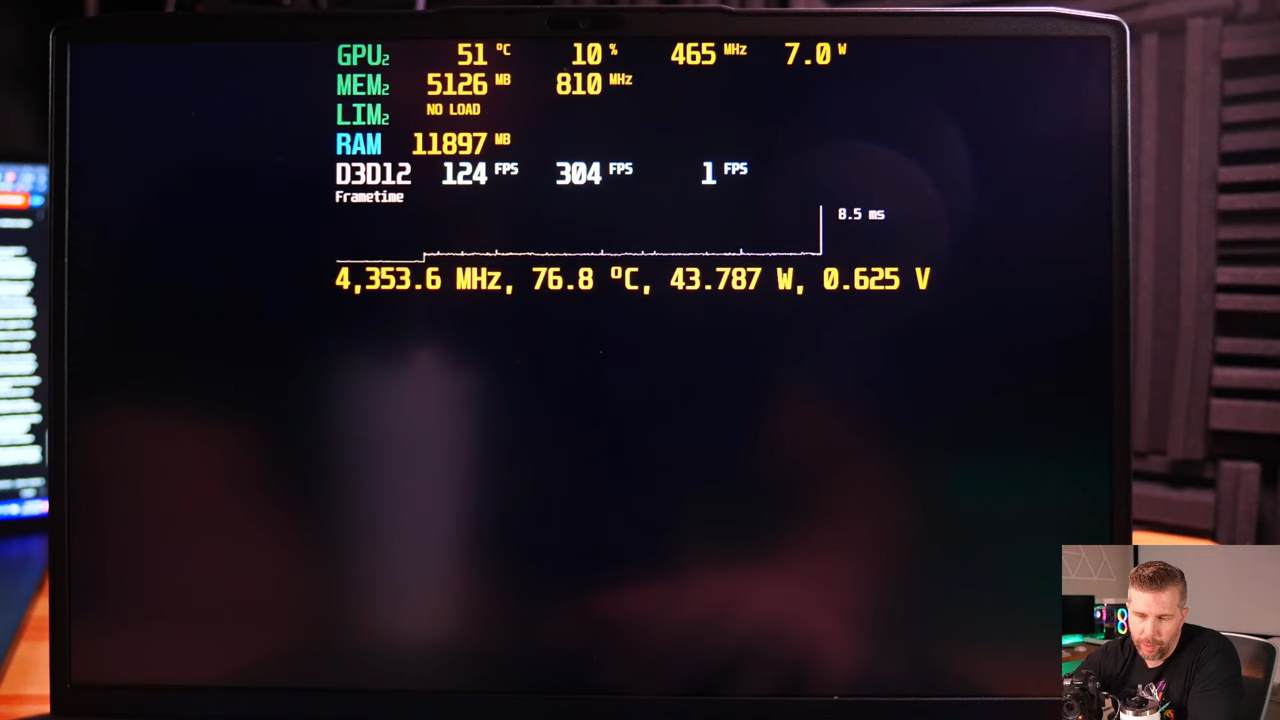 GPU2 51 °C 10 % 465 MHz 7.0 W
MEM2 5126 MB 810 MHz
LIM2 NO LOAD
RAM 11897 MB
D3D12 124 FPS 304 FPS 1 FPS
Frametime
8.5 ms
4,353.6 MHz, 76.8 ºC, 43.787 W, 0.625 V